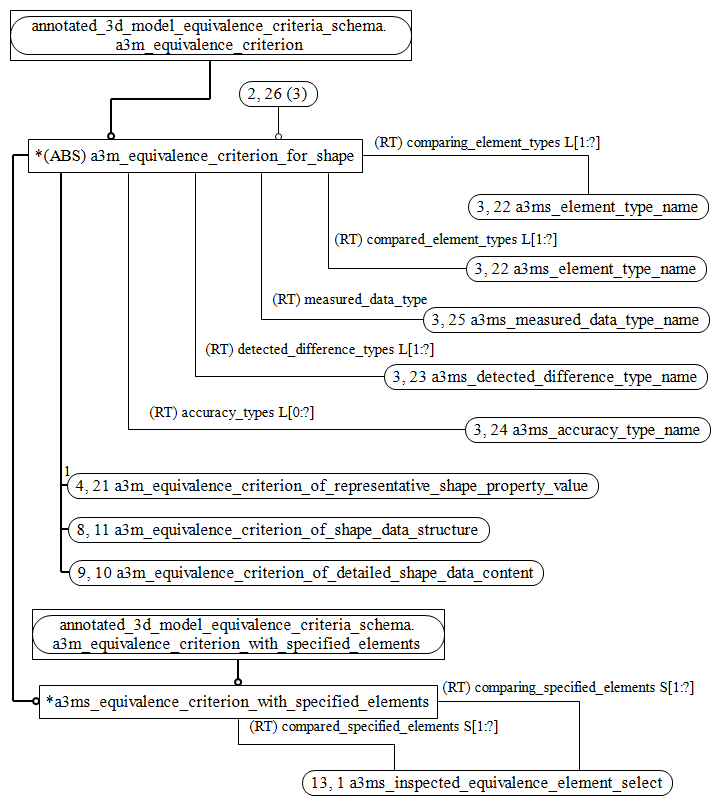 annotated_3d_model_equivalence_criteria_schema.
a3m_equivalence_criterion
2, 26 (3)
(RT) comparing_element_types L[1:?]
*(ABS) a3m_equivalence_criterion_for_shape
3, 22 a3ms_element_type_name
(RT) compared_element_types L[1:?]
3, 22 a3ms_element_type_name
(RT) measured_data_type
3, 25 a3ms_measured_data_type_name
(RT) detected_difference_types L[1:?]
3, 23 a3ms_detected_difference_type_name
(RT) accuracy_types L[0:?]
3, 24 a3ms_accuracy_type_name
1
4, 21 a3m_equivalence_criterion_of_representative_shape_property_value
8, 11 a3m_equivalence_criterion_of_shape_data_structure
9, 10 a3m_equivalence_criterion_of_detailed_shape_data_content
annotated_3d_model_equivalence_criteria_schema.
a3m_equivalence_criterion_with_specified_elements
(RT) comparing_specified_elements S[1:?]
*a3ms_equivalence_criterion_with_specified_elements
(RT) compared_specified_elements S[1:?]
13, 1 a3ms_inspected_equivalence_element_select